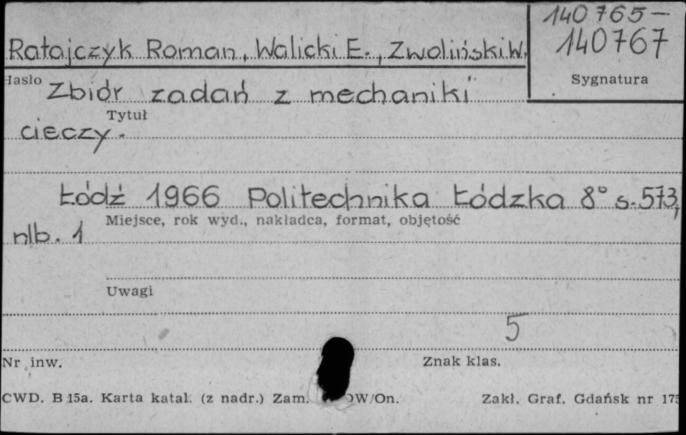 140765-
Ratajczyk Roman, Walicki E., Zwoliński W. 140767
Hasło Zbiór zadań z mechaniki Sygnatura
Tytuł
cieczy.
Łódź 1966 Politechnika Łódzka 8° s. 573,
Miejsce, rok wyd., nakładca, format, objętość
nlb. 1
Uwagi
5
Nr inw. Znak klas.
CWD. B 15a. Karta katal. (z nadr.) Zam. OW/On. Zakł. Graf. Gdańsk nr